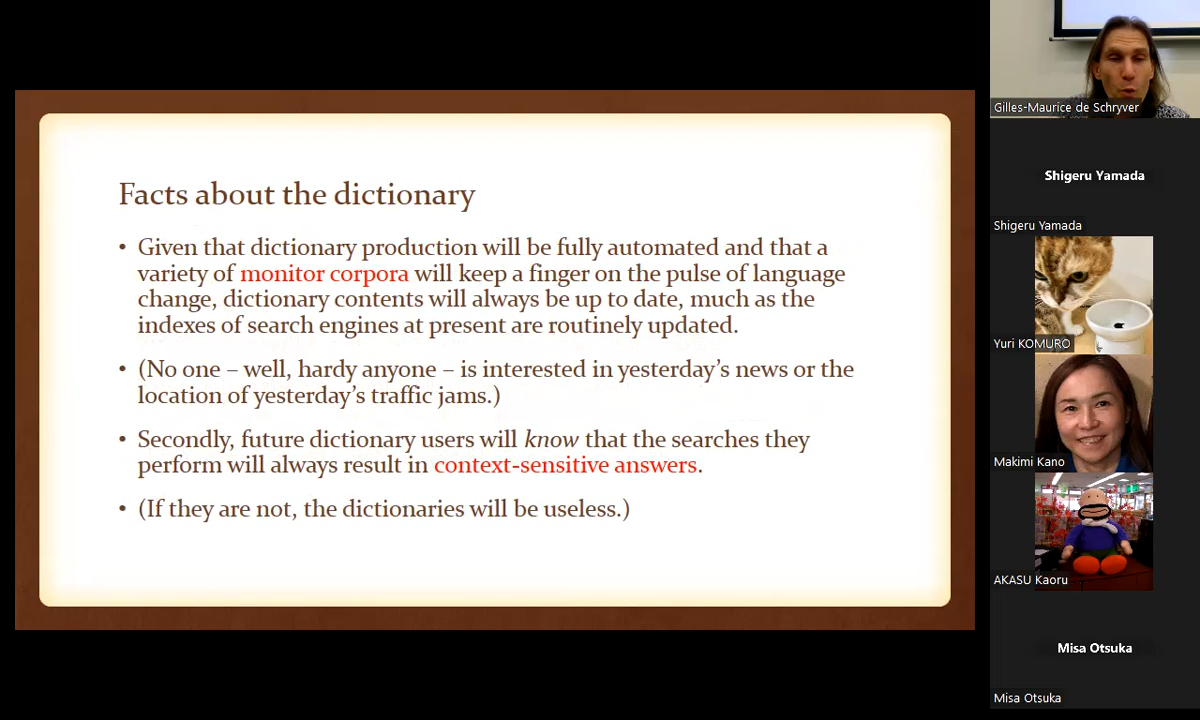 Facts about the dictionary
• Given that dictionary production will be fully automated and that a
variety of monitor corpora will keep a finger on the pulse of language
change, dictionary contents will always be up to date, much as the
indexes of search engines at present are routinely updated.
• (No one – well, hardy anyone – is interested in yesterday's news or the
location of yesterday's traffic jams.)
• Secondly, future dictionary users will know that the searches they
perform will always result in context-sensitive answers.
• (If they are not, the dictionaries will be useless.)
Gilles-Maurice de Schryver
Shigeru Yamada
Shigeru Yamada
Yuri KOMURO
Makimi Kano
AKASU Kaoru
Misa Otsuka
Misa Otsuka